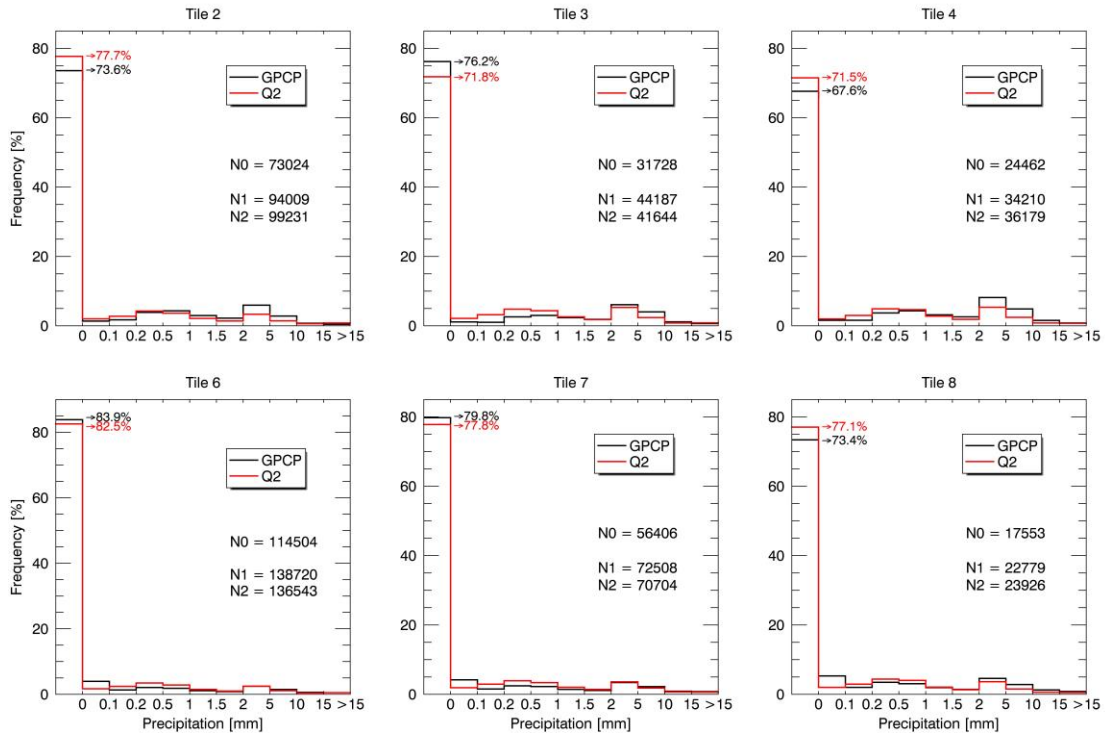 Tile 2
Tile 3
Tile 4
Frequency [%]
80
60
40
20
0
→77.7%
→73.6%
GPCP
Q2
N0 = 73024
N1 = 94009
N2 = 99231
0 0.1 0.2 0.5 1 1.5 2 5 10 15 >15
80
60
40
20
0
→76.2%
→71.8%
GPCP
Q2
N0 = 31728
N1 = 44187
N2 = 41644
0 0.1 0.2 0.5 1 1.5 2 5 10 15 >15
80
60
40
20
0
→71.5%
→67.6%
GPCP
Q2
N0 = 24462
N1 = 34210
N2 = 36179
0 0.1 0.2 0.5 1 1.5 2 5 10 15 >15
Tile 6
Tile 7
Tile 8
Frequency [%]
80
60
40
20
0
→83.9%
→82.5%
GPCP
Q2
N0 = 114504
N1 = 138720
N2 = 136543
0 0.1 0.2 0.5 1 1.5 2 5 10 15 >15
Precipitation [mm]
80
60
40
20
0
→79.8%
→77.8%
GPCP
Q2
N0 = 56406
N1 = 72508
N2 = 70704
0 0.1 0.2 0.5 1 1.5 2 5 10 15 >15
Precipitation [mm]
80
60
40
20
0
→77.1%
→73.4%
GPCP
Q2
N0 = 17553
N1 = 22779
N2 = 23926
0 0.1 0.2 0.5 1 1.5 2 5 10 15 >15
Precipitation [mm]